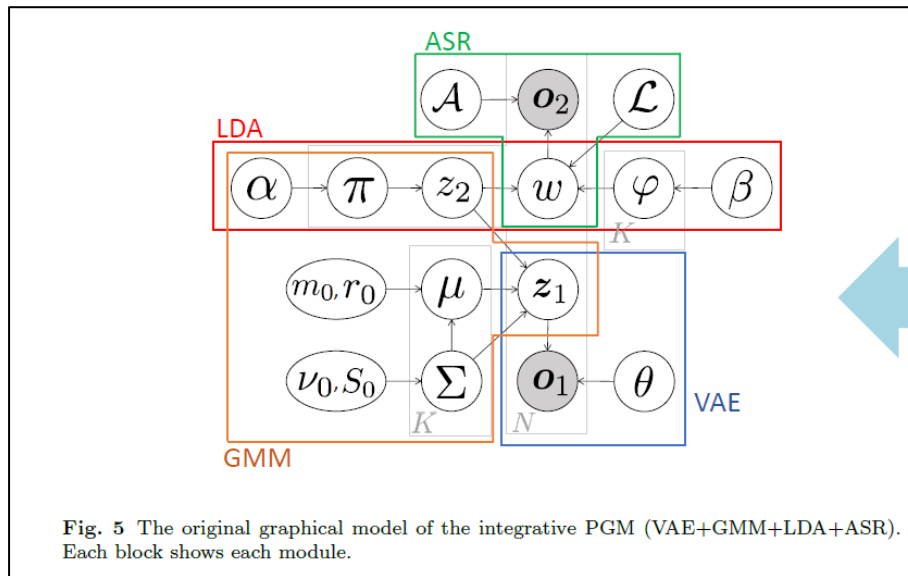 ASR
𝒜 𝒐₂ ℒ
LDA
α π z₂ w φ β
K
m₀,r₀ μ 𝒛₁
ν₀,S₀ Σ 𝒐₁ θ
K N
VAE
GMM
Fig. 5 The original graphical model of the integrative PGM (VAE+GMM+LDA+ASR).
Each block shows each module.